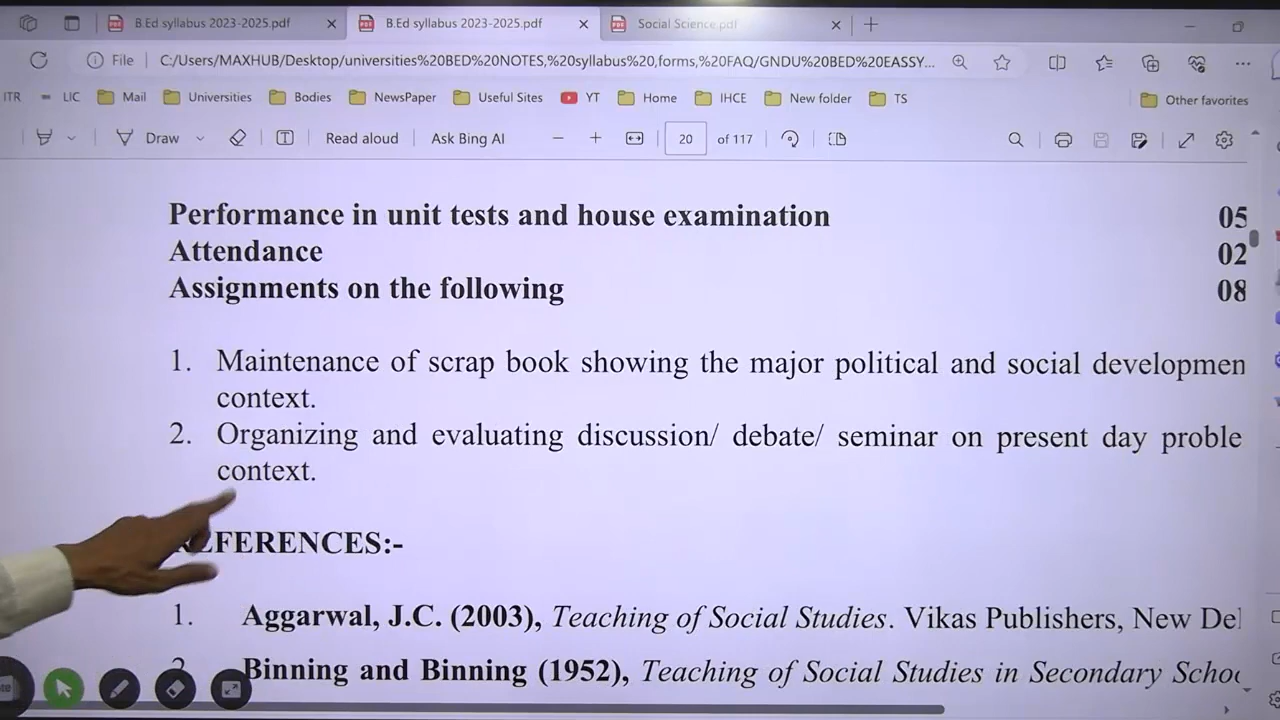 B.Ed syllabus 2023-2025.pdf
B.Ed syllabus 2023-2025.pdf
Social Science.pdf
File C:/Users/MAXHUB/Desktop/universities%20BED%20NOTES,%20syllabus%20,forms,%20FAQ/GNDU%20BED%20EASSY...
ITR LIC Mail Universities Bodies NewsPaper Useful Sites YT Home IHCE New folder TS Other favorites
Draw Read aloud Ask Bing AI 20 of 117
Performance in unit tests and house examination 05
Attendance 02
Assignments on the following 08
1. Maintenance of scrap book showing the major political and social developmen
context.
2. Organizing and evaluating discussion/ debate/ seminar on present day proble
context.
REFERENCES:-
1. Aggarwal, J.C. (2003), Teaching of Social Studies. Vikas Publishers, New Del
2. Binning and Binning (1952), Teaching of Social Studies in Secondary Schoo